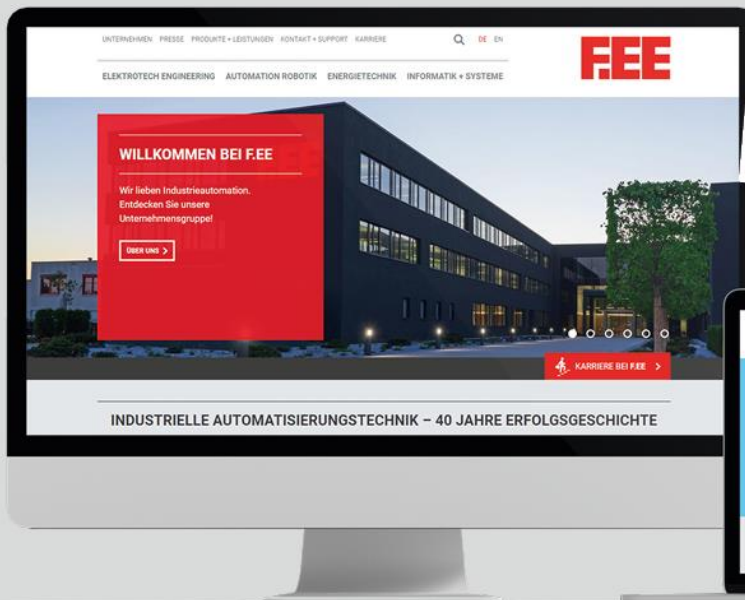 UNTERNEHMEN PRESSE PRODUKTE + LEISTUNGEN KONTAKT + SUPPORT KARRIERE DE EN
F.EE
ELEKTROTECH ENGINEERING AUTOMATION ROBOTIK ENERGIETECHNIK INFORMATIK + SYSTEME
WILLKOMMEN BEI F.EE
Wir lieben Industrieautomation.
Entdecken Sie unsere
Unternehmensgruppe!
ÜBER UNS >
KARRIERE BEI F.EE >
INDUSTRIELLE AUTOMATISIERUNGSTECHNIK – 40 JAHRE ERFOLGSGESCHICHTE